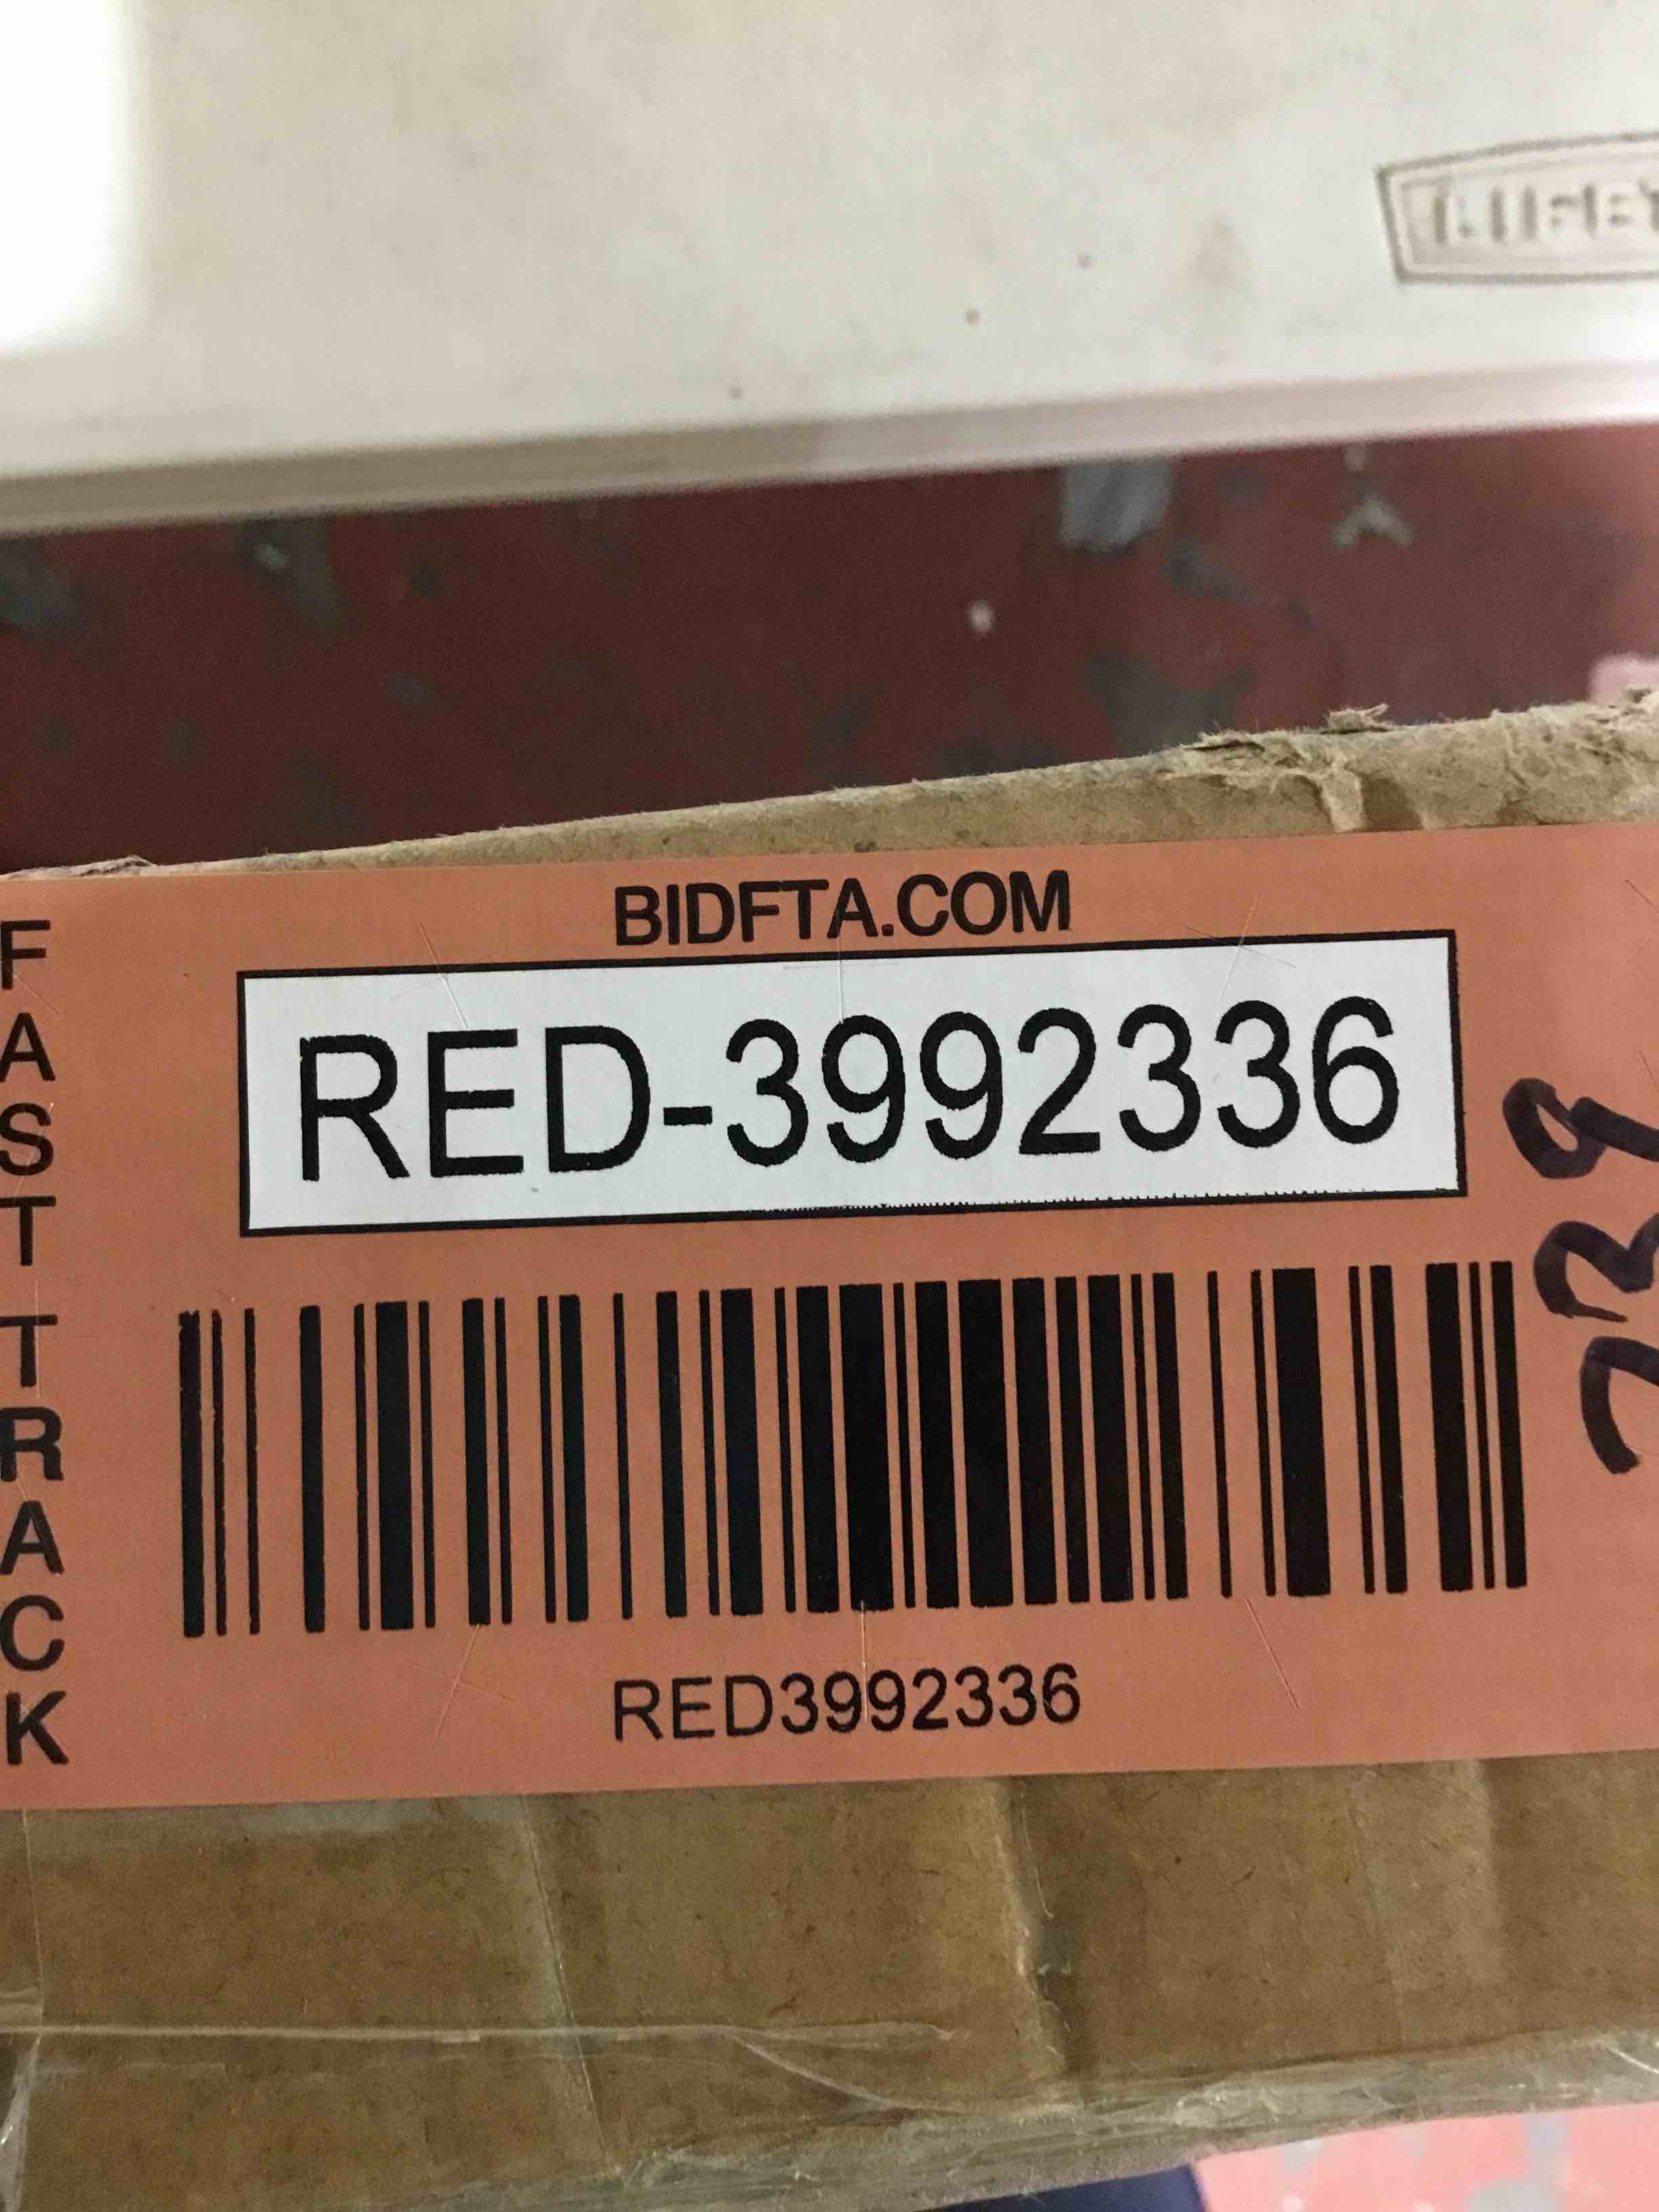 BIDFTA.COM
RED-3992336
RED3992336
FAST TRACK